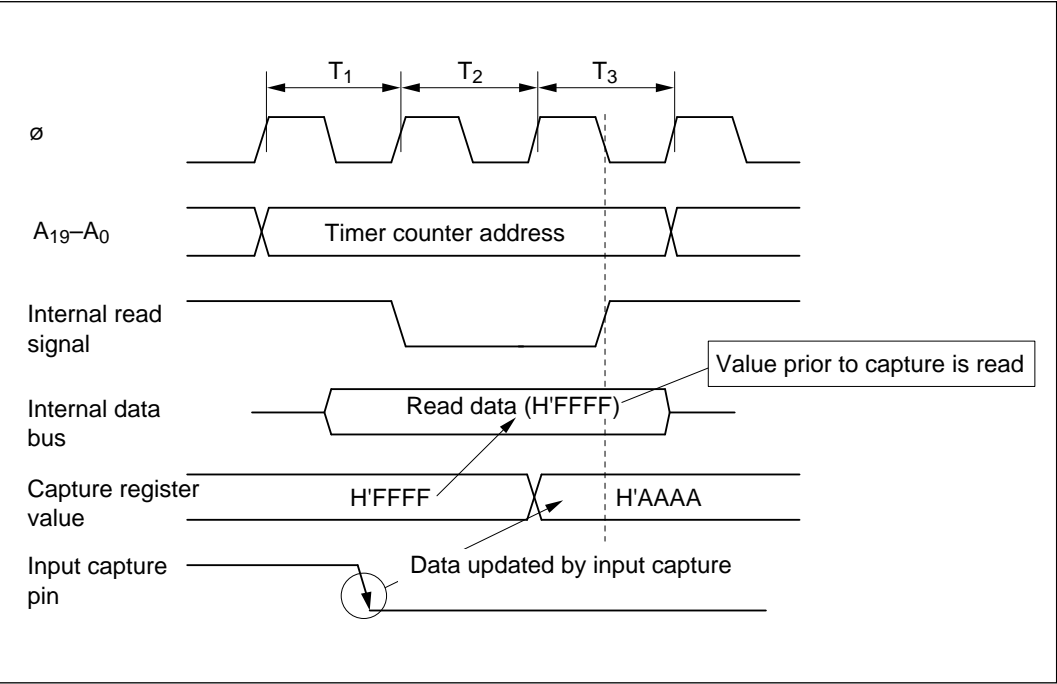 T1 T2 T3
ø
A19–A0
Timer counter address
Internal read
signal
Value prior to capture is read
Internal data
bus
Read data (H'FFFF)
Capture register
value
H'FFFF
H'AAAA
Input capture
pin
Data updated by input capture